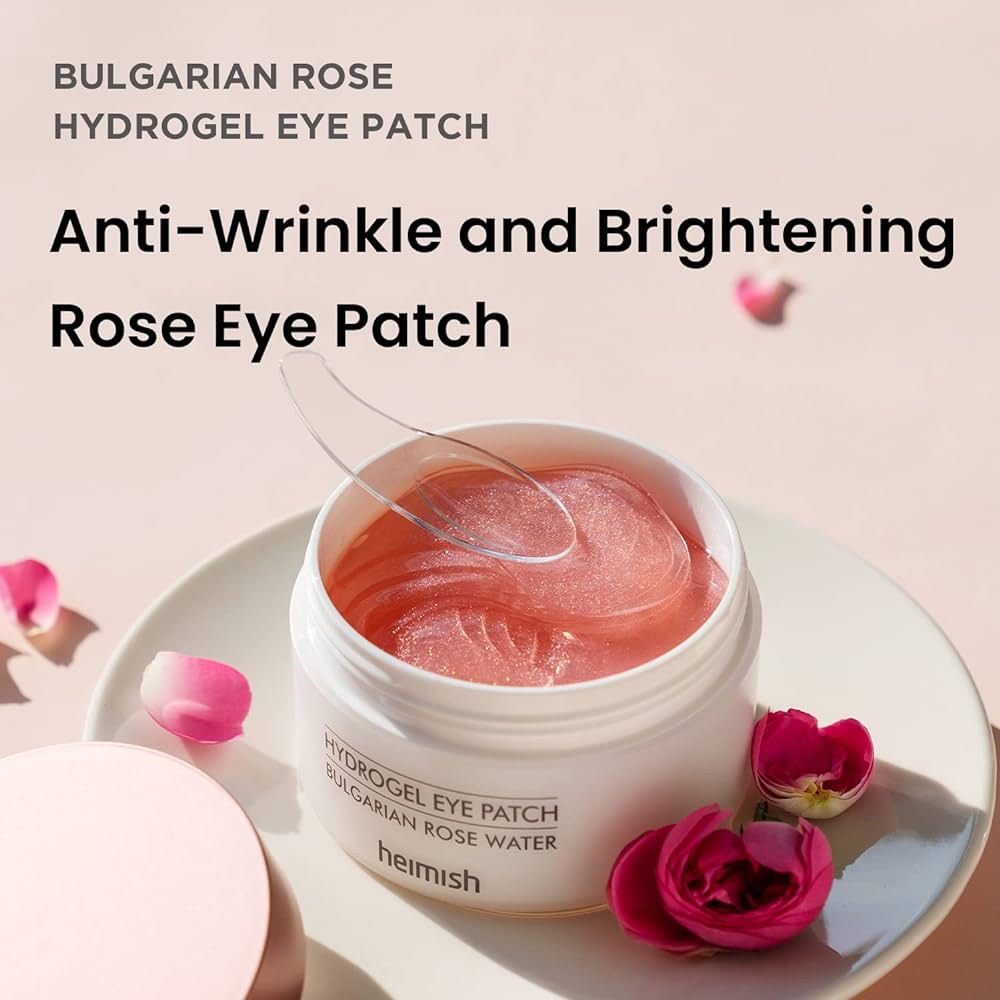 BULGARIAN ROSE
HYDROGEL EYE PATCH
Anti-Wrinkle and Brightening
Rose Eye Patch
HYDROGEL EYE PATCH
BULGARIAN ROSE WATER
heimish